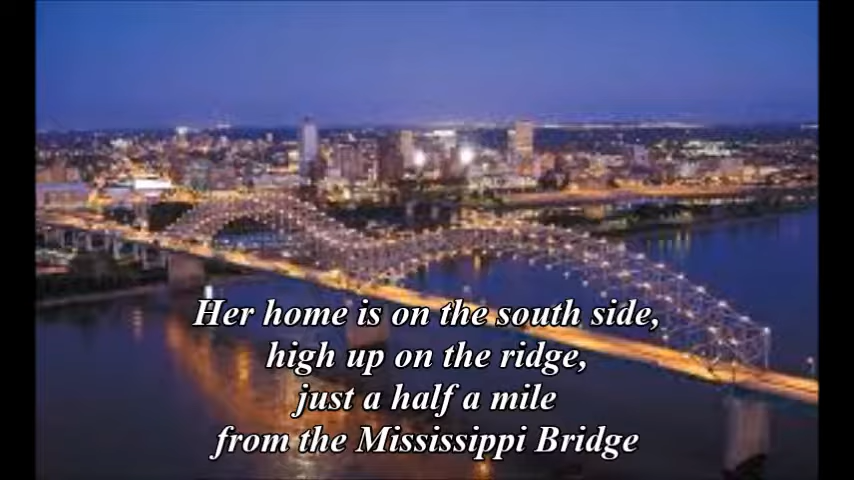 Her home is on the south side,
high up on the ridge,
just a half a mile
from the Mississippi Bridge